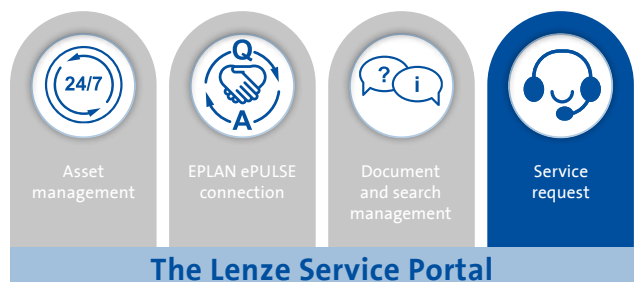 24/7
Asset
management
Q
A
EPLAN ePULSE
connection
?
i
Document
and search
management
Service
request
The Lenze Service Portal